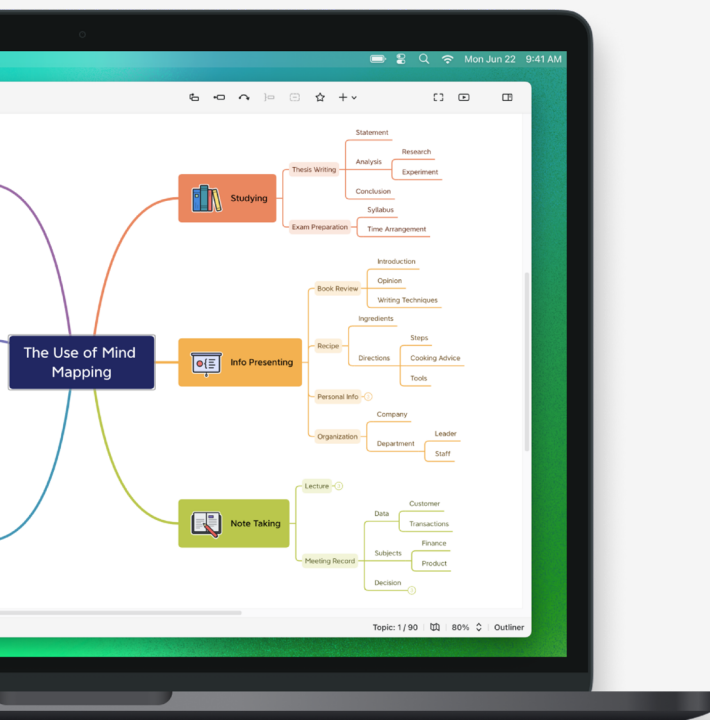 Mon Jun 22 9:41 AM
The Use of Mind
Mapping
Studying
Thesis Writing
Statement
Analysis
Research
Experiment
Conclusion
Exam Preparation
Syllabus
Time Arrangement
Info Presenting
Book Review
Introduction
Opinion
Writing Techniques
Recipe
Ingredients
Directions
Steps
Cooking Advice
Tools
Personal Info
Organization
Company
Department
Leader
Staff
Note Taking
Lecture
Meeting Record
Data
Customer
Transactions
Subjects
Finance
Product
Decision
Topic: 1 / 90 80% Outliner